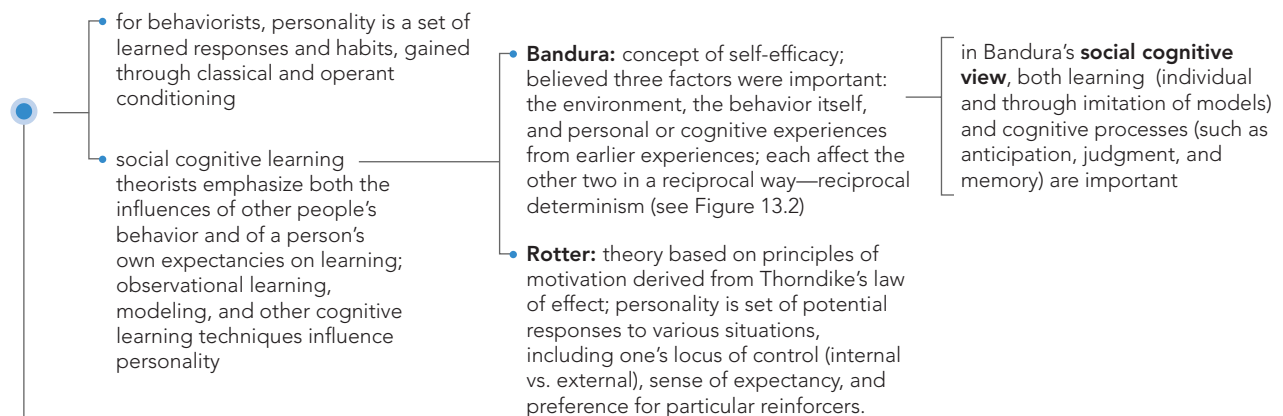 for behaviorists, personality is a set of
learned responses and habits, gained
through classical and operant
conditioning
social cognitive learning
theorists emphasize both the
influences of other people's
behavior and of a person's
own expectancies on learning;
observational learning,
modeling, and other cognitive
learning techniques influence
personality
Bandura: concept of self-efficacy;
believed three factors were important:
the environment, the behavior itself,
and personal or cognitive experiences
from earlier experiences; each affect the
other two in a reciprocal way—reciprocal
determinism (see Figure 13.2)
in Bandura's social cognitive
view, both learning (individual
and through imitation of models)
and cognitive processes (such as
anticipation, judgment, and
memory) are important
Rotter: theory based on principles of
motivation derived from Thorndike's law
of effect; personality is set of potential
responses to various situations,
including one's locus of control (internal
vs. external), sense of expectancy, and
preference for particular reinforcers.